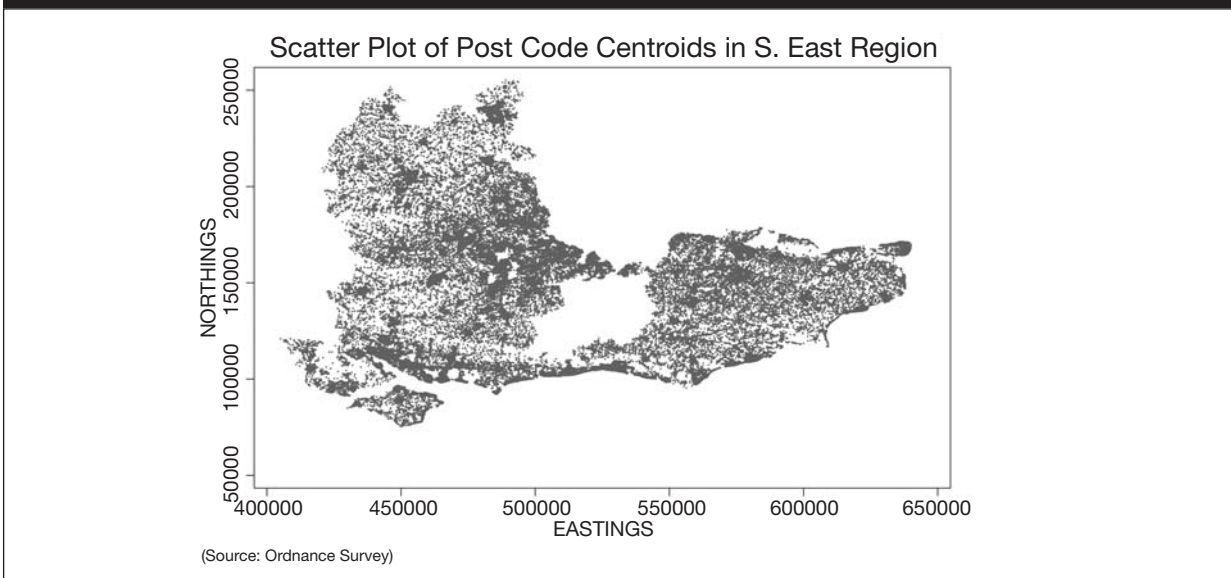 Scatter Plot of Post Code Centroids in S. East Region
250000
200000
150000
100000
50000
NORTHINGS
400000 450000 500000 550000 600000 650000
EASTINGS
(Source: Ordnance Survey)